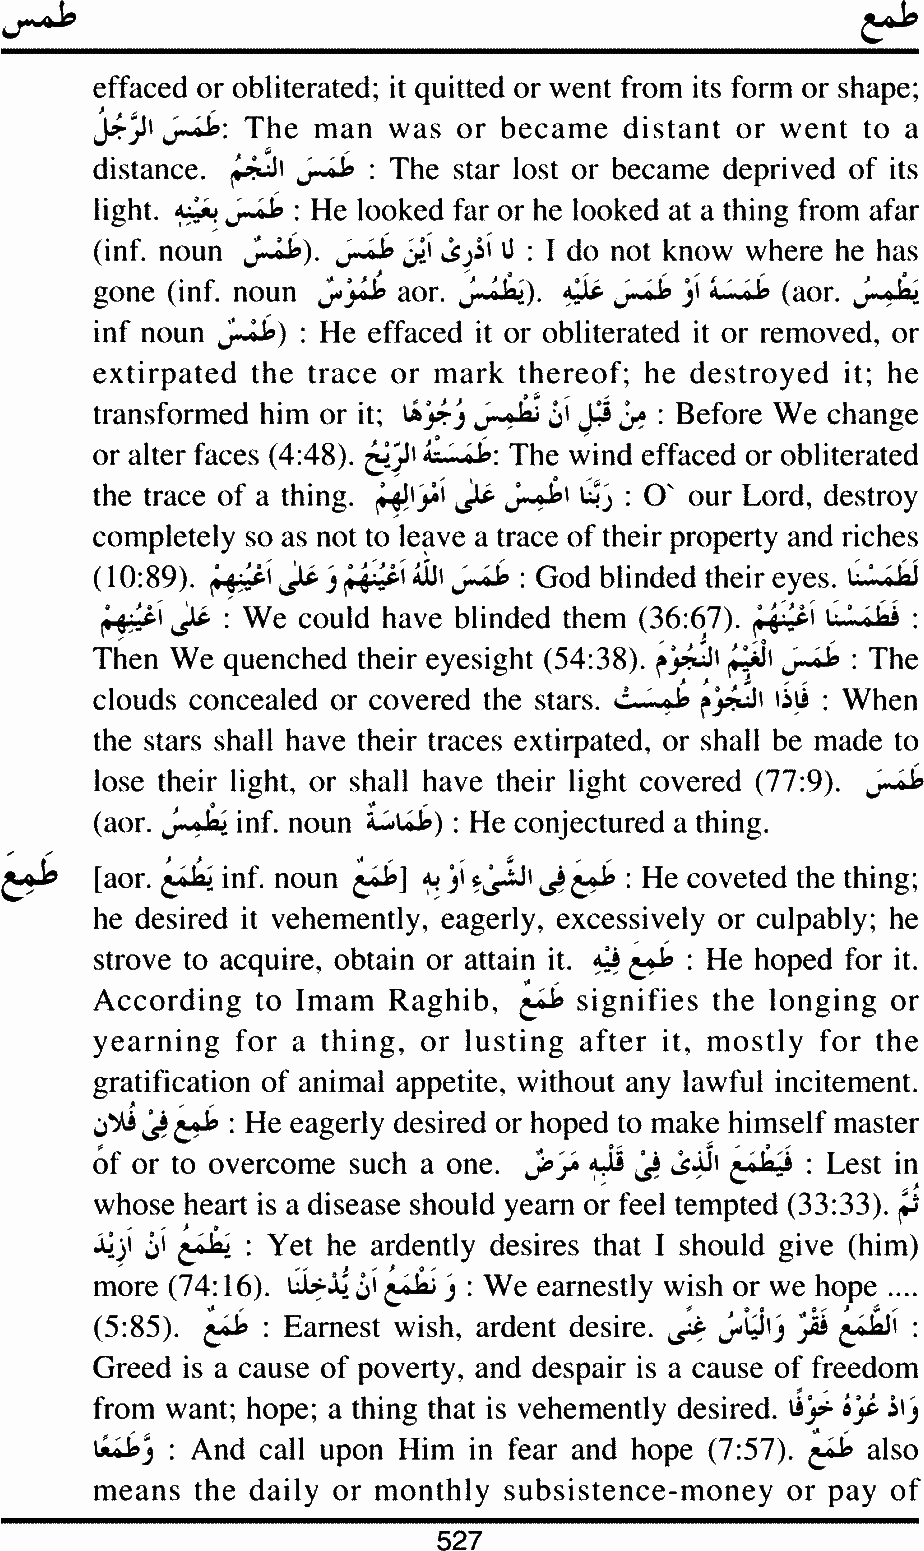 طمس طمع
effaced or obliterated; it quitted or went from its form or shape;
طَمَسَ الرَّجُلُ: The man was or became distant or went to a
distance. طَمَسَ النَّجْمُ : The star lost or became deprived of its
light. طَمَسَ بِعَيْنِهِ : He looked far or he looked at a thing from afar
(inf. noun طَمْسٌ). لَا اَدْرِىْ اَيْنَ طَمَسَ : I do not know where he has
gone (inf. noun طُمُوْسٌ aor. يَطْمُسُ). طَمَسَهُ اَوْ طَمَسَ عَلَيْهِ (aor. يَطْمِسُ
inf noun طَمْسٌ) : He effaced it or obliterated it or removed, or
extirpated the trace or mark thereof; he destroyed it; he
transformed him or it; مِنْ قَبْلِ اَنْ نَطْمِسَ وُجُوْهًا : Before We change
or alter faces (4:48). طَمَسَتْهُ الرِّيْحُ: The wind effaced or obliterated
the trace of a thing. رَبَّنَا اطْمِسْ عَلٰى اَمْوَالِهِمْ : O` our Lord, destroy
completely so as not to leave a trace of their property and riches
(10:89). طَمَسَ اللّٰهُ اَعْيُنَهُمْ وَ عَلٰى اَعْيُنِهِمْ : God blinded their eyes. لَطَمَسْنَا
عَلٰى اَعْيُنِهِمْ : We could have blinded them (36:67). فَطَمَسْنَا اَعْيُنَهُمْ :
Then We quenched their eyesight (54:38). طَمَسَ الْغَيْمُ النُّجُوْمَ : The
clouds concealed or covered the stars. فَاِذَا النُّجُوْمُ طُمِسَتْ : When
the stars shall have their traces extirpated, or shall be made to
lose their light, or shall have their light covered (77:9). طَمَسَ
(aor. يَطْمِسُ inf. noun طَمَاسَةٌ) : He conjectured a thing.
طَمِعَ [aor. يَطْمَعُ inf. noun طَمَعٌ] طَمِعَ فِى الشَّىْءِ اَوْ بِهِ : He coveted the thing;
he desired it vehemently, eagerly, excessively or culpably; he
strove to acquire, obtain or attain it. طَمِعَ فِيْهِ : He hoped for it.
According to Imam Raghib, طَمَعٌ signifies the longing or
yearning for a thing, or lusting after it, mostly for the
gratification of animal appetite, without any lawful incitement.
طَمِعَ فِىْ فُلَانٍ : He eagerly desired or hoped to make himself master
of or to overcome such a one. فَيَطْمَعَ الَّذِىْ فِىْ قَلْبِهٖ مَرَضٌ : Lest in
whose heart is a disease should yearn or feel tempted (33:33). ثُمَّ
يَطْمَعُ اَنْ اَزِيْدَ : Yet he ardently desires that I should give (him)
more (74:16). وَ نَطْمَعُ اَنْ يُّدْخِلَنَا : We earnestly wish or we hope ....
(5:85). طَمَعٌ : Earnest wish, ardent desire. اَلطَّمَعُ فَقْرٌ وَالْيَأْسُ غِنًى :
Greed is a cause of poverty, and despair is a cause of freedom
from want; hope; a thing that is vehemently desired. وَادْعُوْهُ خَوْفًا
وَّطَمَعًا : And call upon Him in fear and hope (7:57). طَمَعٌ also
means the daily or monthly subsistence-money or pay of
527